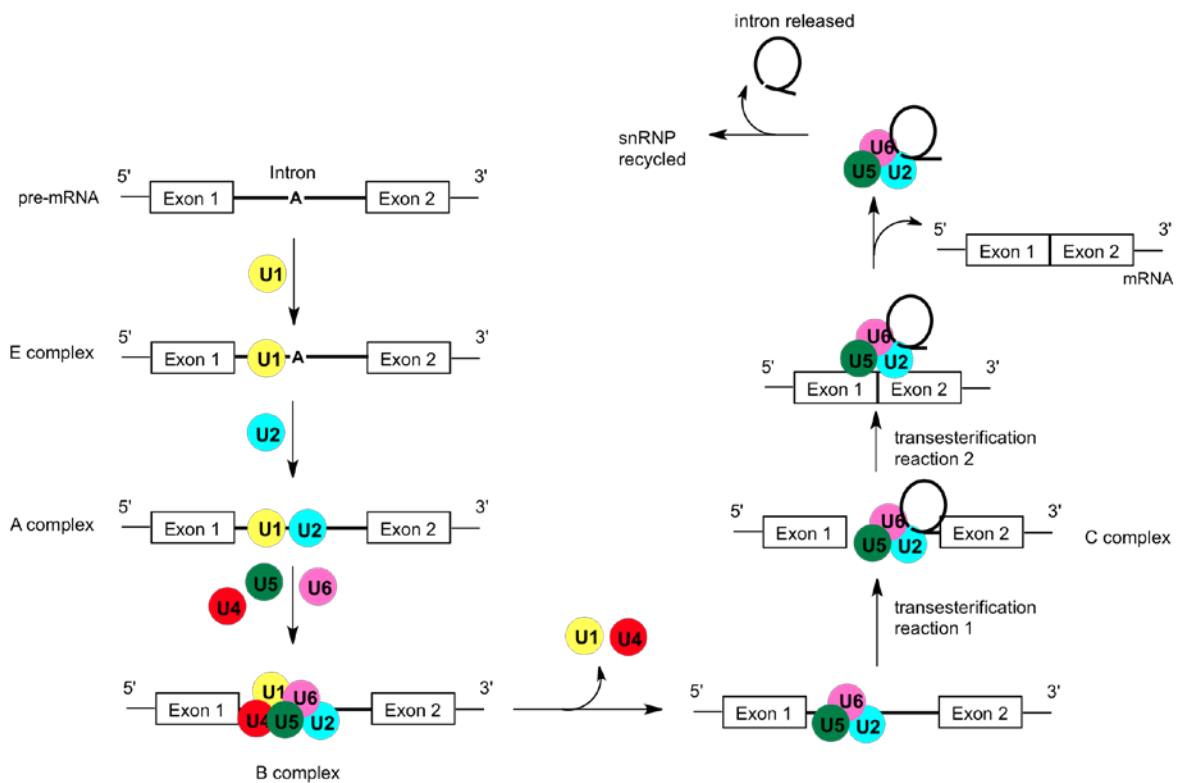 5'
Intron
3'
pre-mRNA
Exon 1
A
Exon 2
U1
5'
3'
E complex
Exon 1
U1
A
Exon 2
U2
5'
3'
A complex
Exon 1
U1
U2
Exon 2
U4
U5
U6
5'
3'
Exon 1
U1
U6
U4
U5
U2
Exon 2
B complex
U1
U4
5'
3'
Exon 1
U6
U5
U2
Exon 2
transesterification
reaction 1
5'
3'
Exon 1
U6
U5
U2
Exon 2
C complex
transesterification
reaction 2
5'
3'
U6
U5
U2
Exon 1
Exon 2
5'
3'
Exon 1
Exon 2
mRNA
U6
U5
U2
snRNP
recycled
intron released